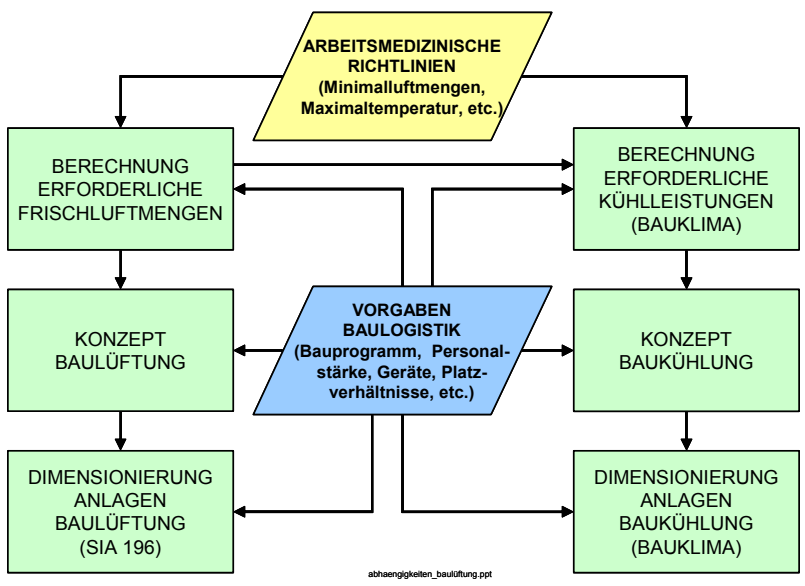 ARBEITSMEDIZINISCHE
RICHTLINIEN
(Minimalluftmengen,
Maximaltemperatur, etc.)
BERECHNUNG
ERFORDERLICHE
FRISCHLUFTMENGEN
BERECHNUNG
ERFORDERLICHE
KÜHLLEISTUNGEN
(BAUKLIMA)
KONZEPT
BAULÜFTUNG
VORGABEN
BAULOGISTIK
(Bauprogramm, Personal-
stärke, Geräte, Platz-
verhältnisse, etc.)
KONZEPT
BAUKÜHLUNG
DIMENSIONIERUNG
ANLAGEN
BAULÜFTUNG
(SIA 196)
DIMENSIONIERUNG
ANLAGEN
BAUKÜHLUNG
(BAUKLIMA)
abhaengigkeiten_baulüftung.ppt